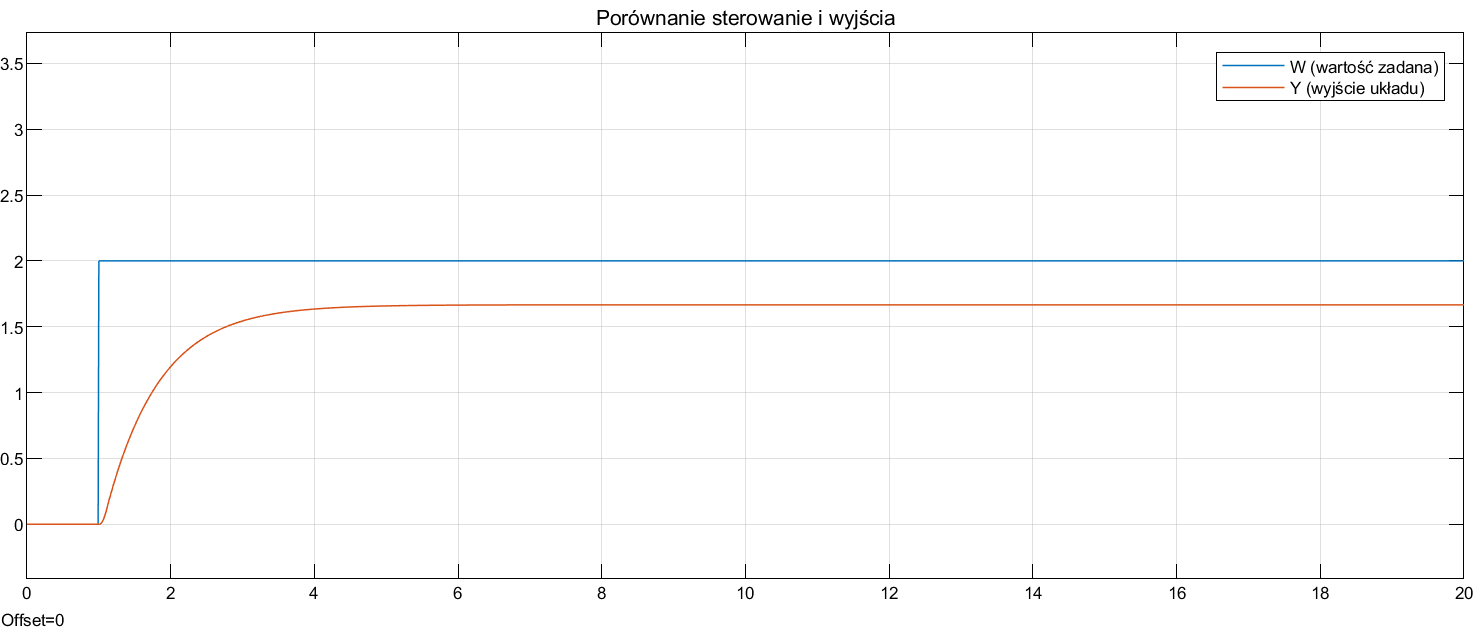 Porównanie sterowanie i wyjścia
W (wartość zadana)
Y (wyjście układu)
3.5
3
2.5
2
1.5
1
0.5
0
0 2 4 6 8 10 12 14 16 18 20
Offset=0